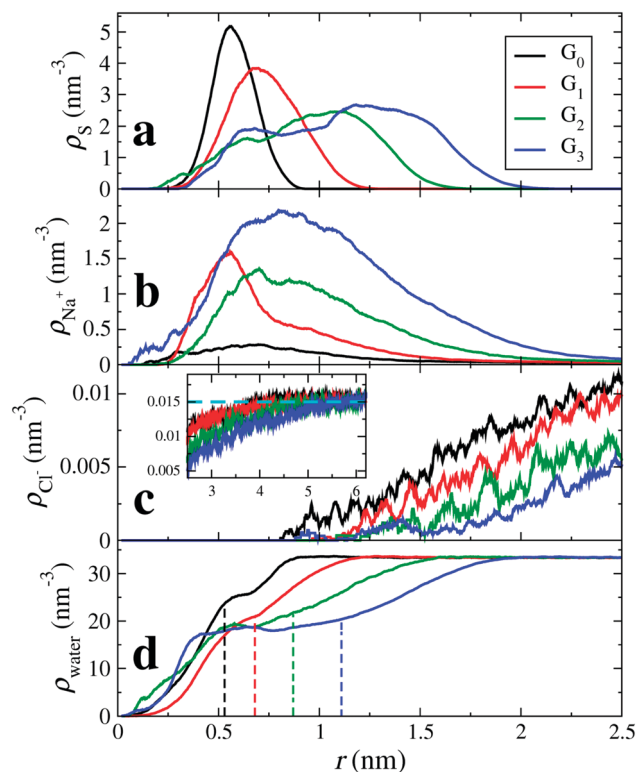 5
4
3
2
1
0
ρS (nm-3)
a
G0
G1
G2
G3
2
1.5
1
0.5
0
ρNa+ (nm-3)
b
0.01
0.005
0
ρCl- (nm-3)
c
0.015
0.01
0.005
3 4 5 6
30
20
10
0
ρwater (nm-3)
d
0 0.5 1 1.5 2 2.5
r (nm)